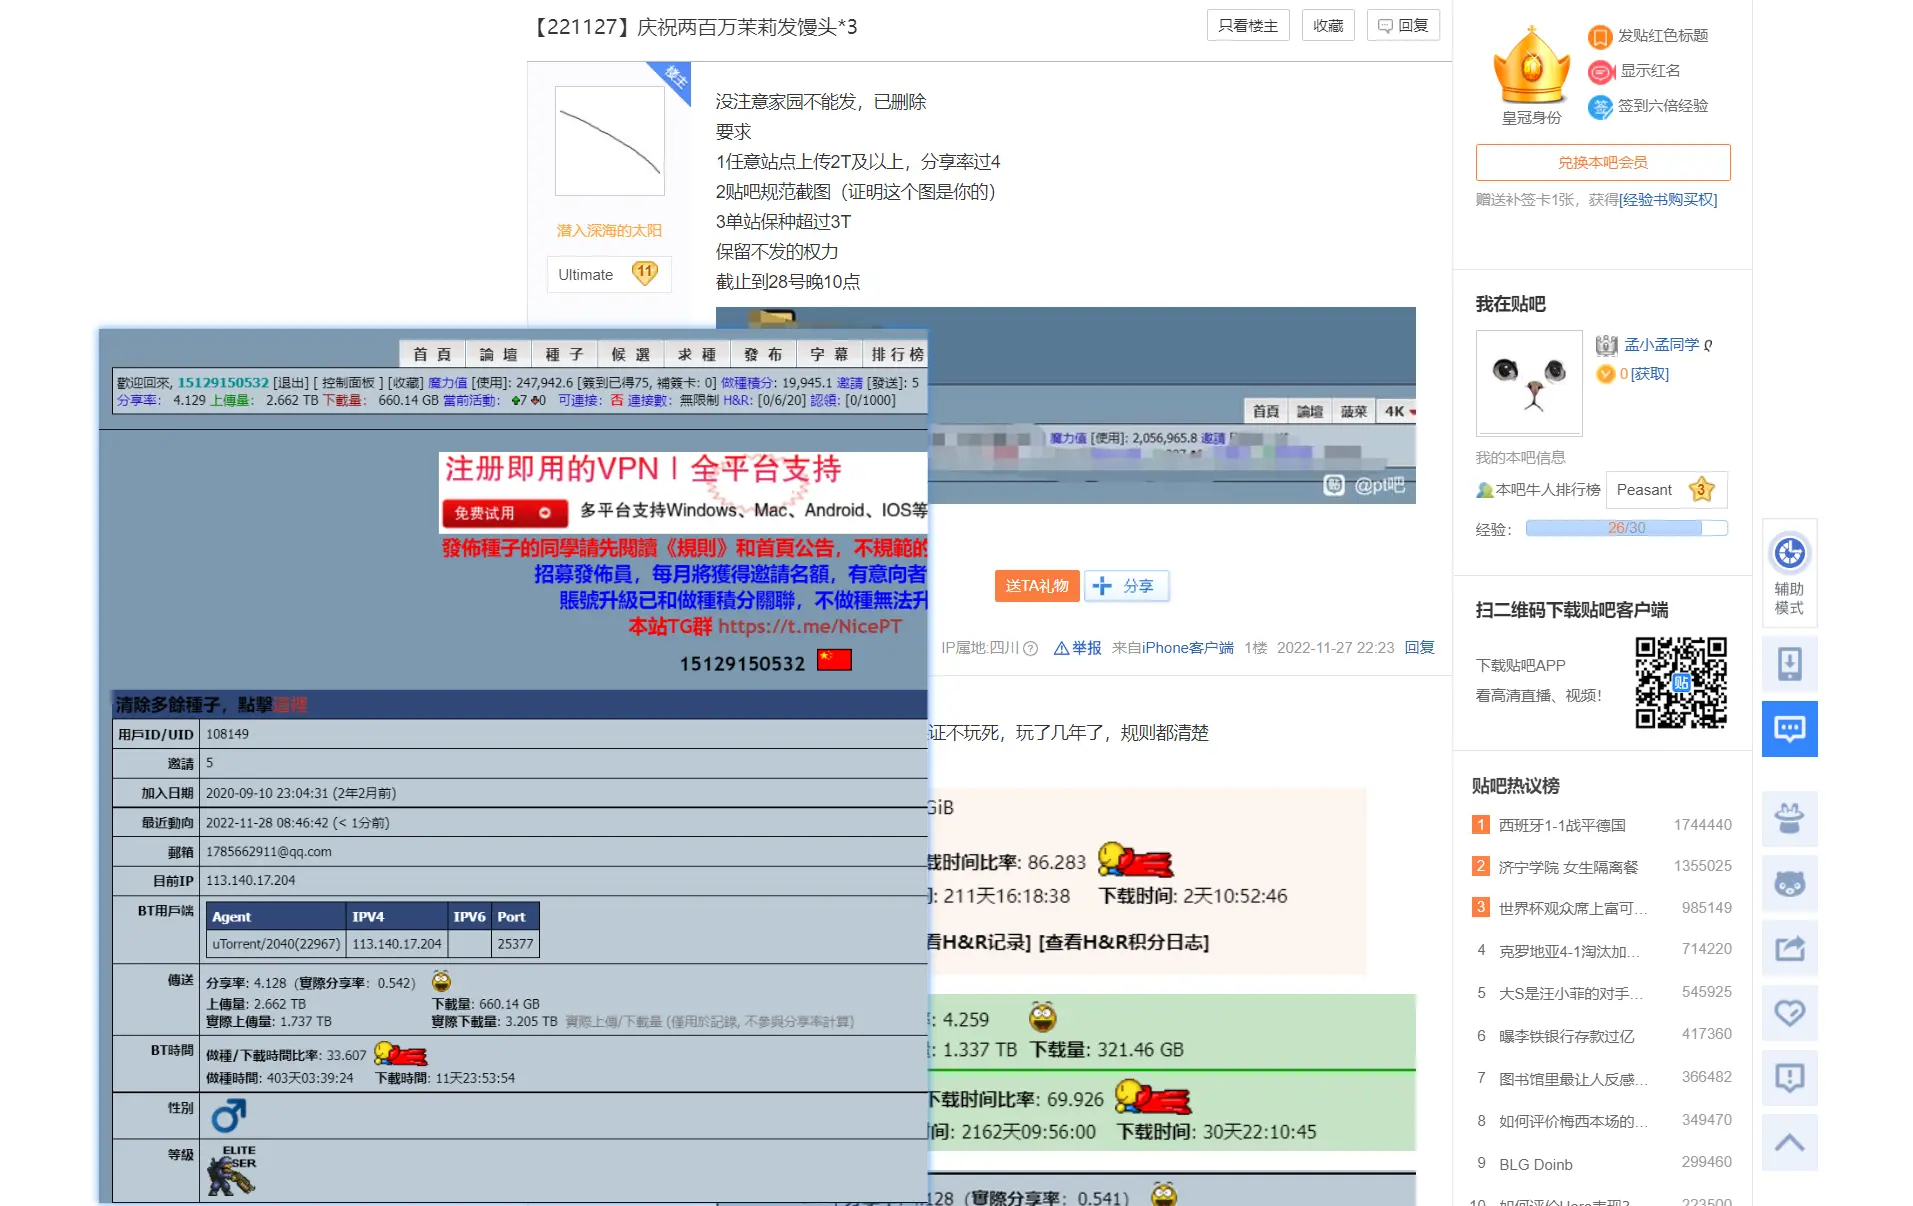 【221127】庆祝两百万茉莉发馒头*3
只看楼主
收藏
回复
楼主
潜入深海的太阳
Ultimate 11
没注意家园不能发，已删除
要求
1任意站点上传2T及以上，分享率过4
2贴吧规范截图（证明这个图是你的）
3单站保种超过3T
保留不发的权力
截止到28号晚10点
首頁 論壇 菠菜 4K
魔力值 [使用]: 2,056,965.8 邀請
@pt吧
送TA礼物
分享
IP属地:四川 举报 来自iPhone客户端 1楼 2022-11-27 22:23 回复
首 頁 論 壇 種 子 候 選 求 種 發 布 字 幕 排 行 榜
歡迎回來, 15129150532 [退出] [ 控制面板 ] [收藏] 魔力值 [使用]: 247,942.6 [簽到已得75, 補簽卡: 0] 做種積分: 19,945.1 邀請 [發送]: 5
分享率: 4.129 上傳量: 2.662 TB 下載量: 660.14 GB 當前活動: 7 0 可連接: 否 連接數: 無限制 H&R: [0/6/20] 認領: [0/1000]
注册即用的VPN | 全平台支持
免费试用
多平台支持Windows、Mac、Android、IOS等
發佈種子的同學請先閱讀《規則》和首頁公告，不規範的
招募發佈員，每月將獲得邀請名額，有意向者
賬號升級已和做種積分關聯，不做種無法升
本站TG群 https://t.me/NicePT
15129150532
清除多餘種子，點擊這裡
用戶ID/UID 108149
邀請 5
加入日期 2020-09-10 23:04:31 (2年2月前)
最近動向 2022-11-28 08:46:42 (< 1分前)
郵箱 1785662911@qq.com
目前IP 113.140.17.204
BT用戶端
Agent IPV4 IPV6 Port
uTorrent/2040(22967) 113.140.17.204 25377
傳送 分享率: 4.128 (實際分享率: 0.542)
上傳量: 2.662 TB 下載量: 660.14 GB
實際上傳量: 1.737 TB 實際下載量: 3.205 TB 實際上傳/下載量 (僅用於記錄, 不參與分享率計算)
BT時間 做種/下載時間比率: 33.607
做種時間: 403天03:39:24 下載時間: 11天23:53:54
性別
等級 ELITE
SER
证不玩死，玩了几年了，规则都清楚
GiB
载时间比率: 86.283
: 211天16:18:38 下载时间: 2天10:52:46
看H&R记录] [查看H&R积分日志]
: 4.259
: 1.337 TB 下载量: 321.46 GB
下载时间比率: 69.926
间: 2162天09:56:00 下载时间: 30天22:10:45
.128 (實際分享率: 0.541)
皇冠身份
发贴红色标题
显示红名
签 签到六倍经验
兑换本吧会员
赠送补签卡1张，获得[经验书购买权]
我在贴吧
孟小孟同学
0 [获取]
我的本吧信息
本吧牛人排行榜 Peasant 3
经验: 26/30
扫二维码下载贴吧客户端
下载贴吧APP
看高清直播、视频！
贴
贴吧热议榜
1 西班牙1-1战平德国 1744440
2 济宁学院 女生隔离餐 1355025
3 世界杯观众席上富可... 985149
4 克罗地亚4-1淘汰加... 714220
5 大S是汪小菲的对手... 545925
6 曝李铁银行存款过亿 417360
7 图书馆里最让人反感... 366482
8 如何评价梅西本场的... 349470
9 BLG Doinb 299460
辅助
模式